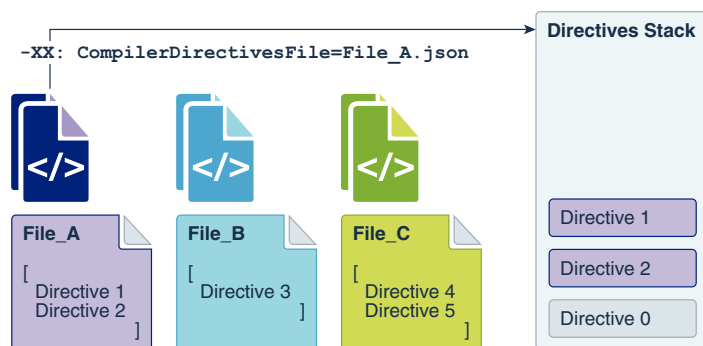 -XX: CompilerDirectivesFile=File_A.json
</>
</>
</>
File_A
[
Directive 1
Directive 2
]
File_B
[
Directive 3
]
File_C
[
Directive 4
Directive 5
]
Directives Stack
Directive 1
Directive 2
Directive 0